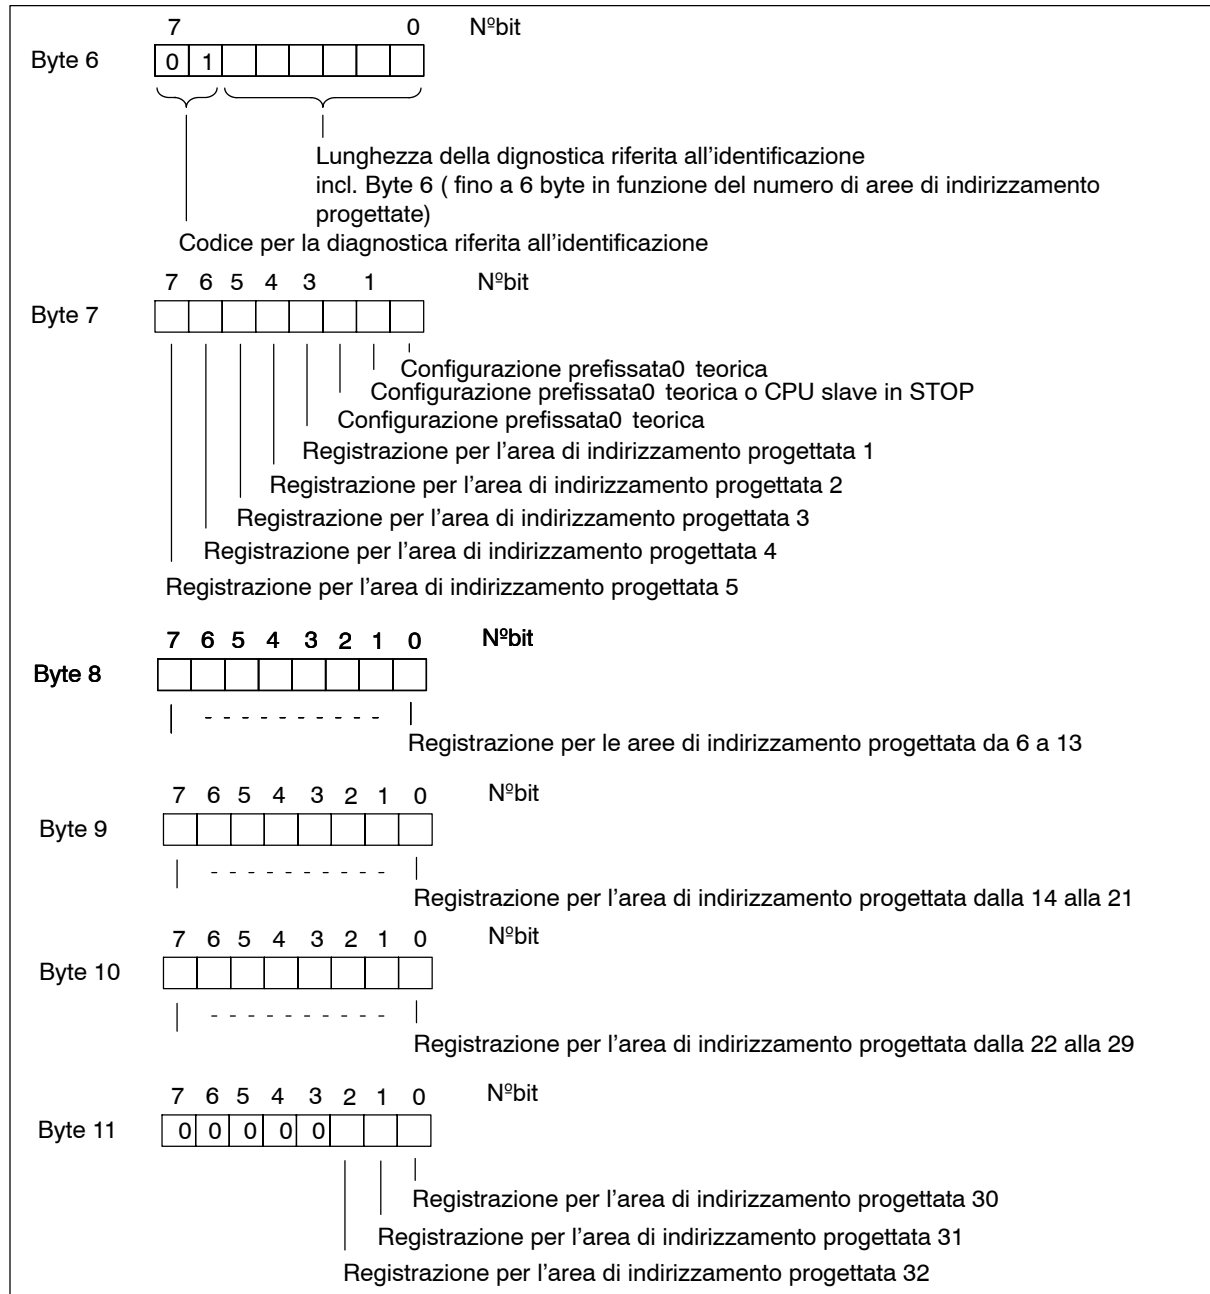 7 0 Nºbit
Byte 6 0 1
Lunghezza della dignostica riferita all'identificazione
incl. Byte 6 ( fino a 6 byte in funzione del numero di aree di indirizzamento
progettate)
Codice per la diagnostica riferita all'identificazione
7 6 5 4 3 1 Nºbit
Byte 7
Configurazione prefissata0 teorica
Configurazione prefissata0 teorica o CPU slave in STOP
Configurazione prefissata0 teorica
Registrazione per l'area di indirizzamento progettata 1
Registrazione per l'area di indirizzamento progettata 2
Registrazione per l'area di indirizzamento progettata 3
Registrazione per l'area di indirizzamento progettata 4
Registrazione per l'area di indirizzamento progettata 5
7 6 5 4 3 2 1 0 Nºbit
Byte 8
Registrazione per le aree di indirizzamento progettata da 6 a 13
7 6 5 4 3 2 1 0 Nºbit
Byte 9
Registrazione per l'area di indirizzamento progettata dalla 14 alla 21
7 6 5 4 3 2 1 0 Nºbit
Byte 10
Registrazione per l'area di indirizzamento progettata dalla 22 alla 29
7 6 5 4 3 2 1 0 Nºbit
Byte 11 0 0 0 0 0
Registrazione per l'area di indirizzamento progettata 30
Registrazione per l'area di indirizzamento progettata 31
Registrazione per l'area di indirizzamento progettata 32